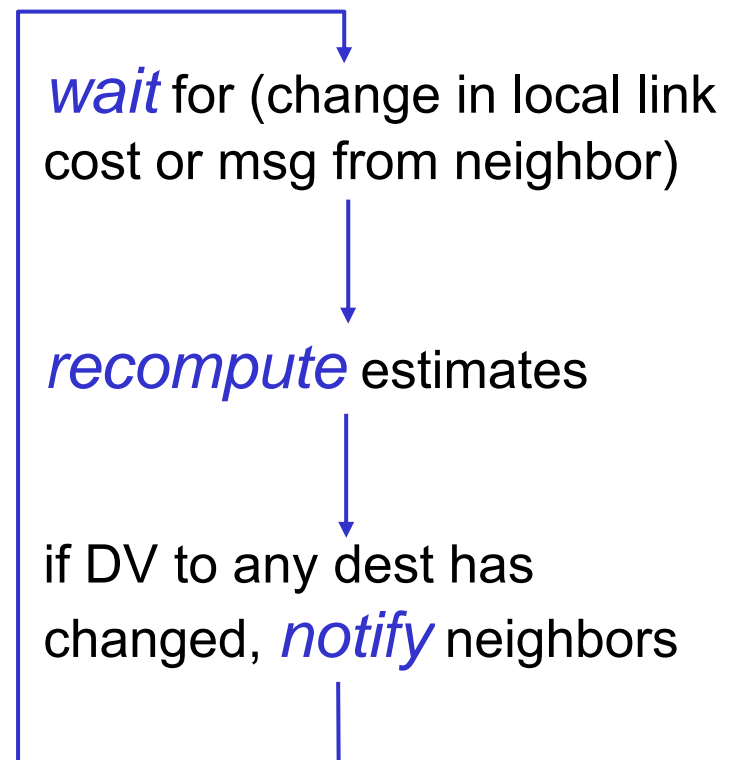 wait for (change in local link
cost or msg from neighbor)
recompute estimates
if DV to any dest has
changed, notify neighbors